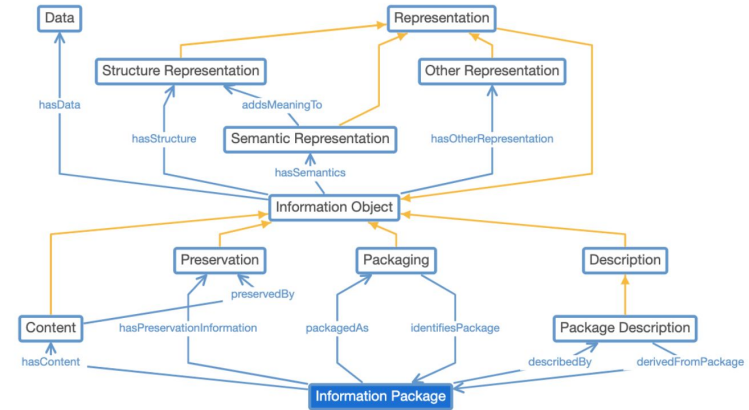 Data
Representation
Structure Representation
Other Representation
hasData
addsMeaningTo
hasStructure
Semantic Representation
hasOtherRepresentation
hasSemantics
Information Object
Preservation
Packaging
Description
preservedBy
Content
hasPreservationInformation
packagedAs
identifiesPackage
Package Description
hasContent
describedBy
derivedFromPackage
Information Package